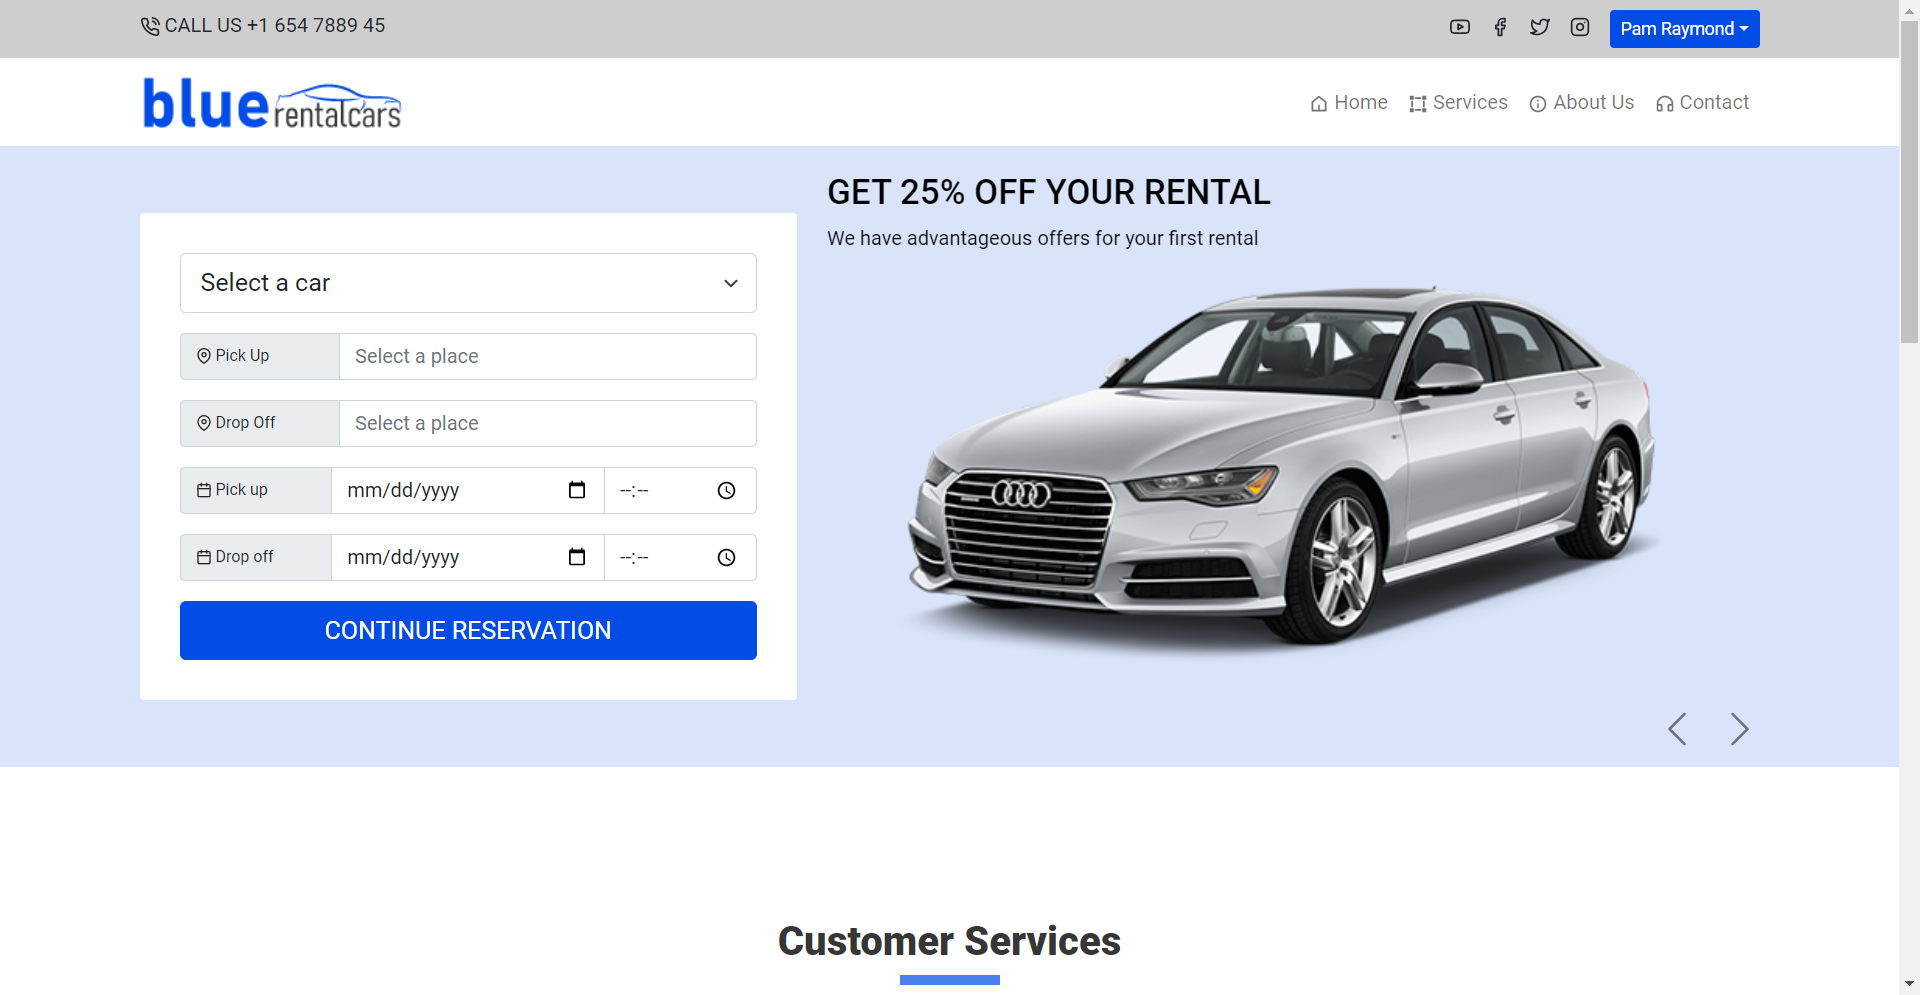 CALL US +1 654 7889 45
Pam Raymond
blue rentalcars
Home
Services
About Us
Contact
GET 25% OFF YOUR RENTAL
We have advantageous offers for your first rental
Select a car
Pick Up
Select a place
Drop Off
Select a place
Pick up
mm/dd/yyyy
--:--
Drop off
mm/dd/yyyy
--:--
CONTINUE RESERVATION
Customer Services